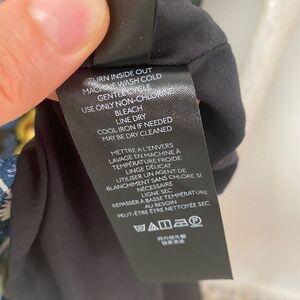 TURN INSIDE OUT
MACHINE WASH COLD
GENTLE CYCLE
USE ONLY NON-CHLORINE
BLEACH
LINE DRY
COOL IRON IF NEEDED
MAY BE DRY CLEANED
METTRE A L'ENVERS
LAVAGE EN MACHINE À
TEMPÉRATURE FROIDE
LINGE DÉLICAT
UTILISER UN AGENT DE
BLANCHIMENT SANS CHLORE SI
NÉCESSAIRE
LIGNE SEC
REPASSER À BASSE TEMPÉRATURE
AU BESOIN
PEUT-ÊTRE NETTOYÉE SEC